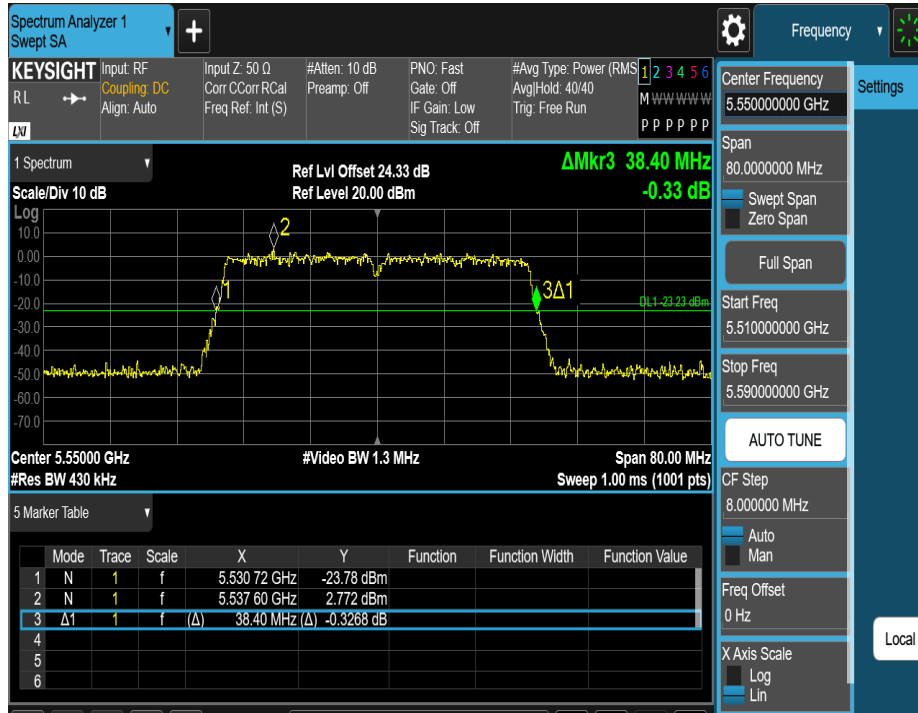 Spectrum Analyzer 1
Swept SA
+
Frequency
KEYSIGHT
Input: RF
Input Z: 50 Ω
#Atten: 10 dB
PNO: Fast
#Avg Type: Power (RMS
1 2 3 4 5 6
R L
Coupling: DC
Corr CCorr RCal
Preamp: Off
Gate: Off
Avg|Hold: 40/40
M W W W W W
Align: Auto
Freq Ref: Int (S)
IF Gain: Low
Trig: Free Run
Sig Track: Off
P P P P P P
LXI
1 Spectrum
Ref Lvl Offset 24.33 dB
ΔMkr3 38.40 MHz
Scale/Div 10 dB
Ref Level 20.00 dBm
-0.33 dB
Log
10.0
0.00
-10.0
-20.0
-30.0
-40.0
-50.0
-60.0
-70.0
2
1
3Δ1
DL1 -23.23 dBm
Center 5.55000 GHz
#Video BW 1.3 MHz
Span 80.00 MHz
#Res BW 430 kHz
Sweep 1.00 ms (1001 pts)
5 Marker Table
Mode Trace Scale X Y Function Function Width Function Value
1 N 1 f 5.530 72 GHz -23.78 dBm
2 N 1 f 5.537 60 GHz 2.772 dBm
3 Δ1 1 f (Δ) 38.40 MHz (Δ) -0.3268 dB
4
5
6
Center Frequency
5.550000000 GHz
Span
80.0000000 MHz
Swept Span
Zero Span
Full Span
Start Freq
5.510000000 GHz
Stop Freq
5.590000000 GHz
AUTO TUNE
CF Step
8.000000 MHz
Auto
Man
Freq Offset
0 Hz
X Axis Scale
Log
Lin
Settings
Local